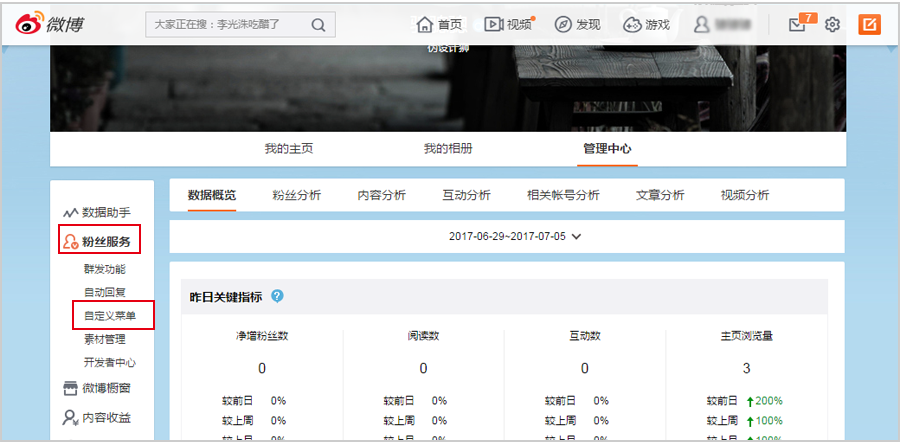 微博
大家正在搜：李光洙吃醋了
首页
视频
发现
游戏
7
伪设计狮
我的主页
我的相册
管理中心
数据助手
粉丝服务
群发功能
自动回复
自定义菜单
素材管理
开发者中心
微博橱窗
内容收益
数据概览 粉丝分析 内容分析 互动分析 相关帐号分析 文章分析 视频分析
2017-06-29~2017-07-05
昨日关键指标 ?
净增粉丝数 阅读数 互动数 主页浏览量
0 0 0 3
较前日 0% 较前日 0% 较前日 0% 较前日 200%
较上周 0% 较上周 0% 较上周 0% 较上周 100%